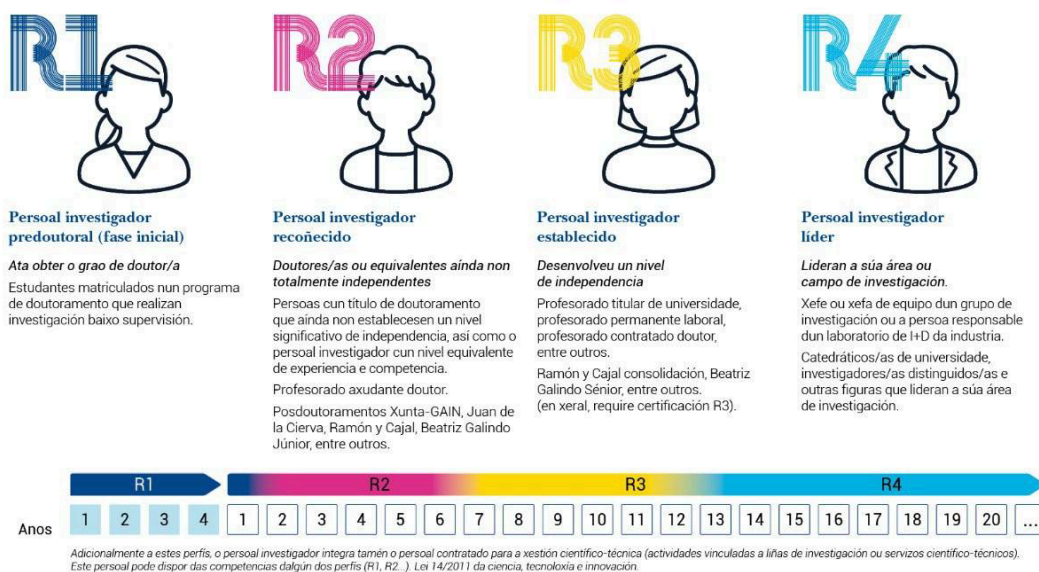 R1
Persoal investigador
predoutoral (fase inicial)
Ata obter o grao de doutor/a
Estudantes matriculados nun programa
de doutoramento que realizan
investigación baixo supervisión.
R2
Persoal investigador
recoñecido
Doutores/as ou equivalentes aínda non
totalmente independentes
Persoas cun título de doutoramento
que aínda non establecesen un nivel
significativo de independencia, así como o
persoal investigador cun nivel equivalente
de experiencia e competencia.
Profesorado axudante doutor.
Posdoutoramentos Xunta-GAIN, Juan de
la Cierva, Ramón y Cajal, Beatriz Galindo
Júnior, entre outros.
R3
Persoal investigador
establecido
Desenvolveu un nivel
de independencia
Profesorado titular de universidade,
profesorado permanente laboral,
profesorado contratado doutor,
entre outros.
Ramón y Cajal consolidación, Beatriz
Galindo Sénior, entre outros.
(en xeral, require certificación R3).
R4
Persoal investigador
líder
Lideran a súa área ou
campo de investigación.
Xefe ou xefa de equipo dun grupo de
investigación ou a persoa responsable
dun laboratorio de I+D da industria.
Catedráticos/as de universidade,
investigadores/as distinguidos/as e
outras figuras que lideran a súa área
de investigación.
R1 R2 R3 R4
Anos 1 2 3 4 1 2 3 4 5 6 7 8 9 10 11 12 13 14 15 16 17 18 19 20 ...
Adicionalmente a estes perfís, o persoal investigador integra tamén o persoal contratado para a xestión científico-técnica (actividades vinculadas a liñas de investigación ou servizos científico-técnicos).
Este persoal pode dispor das competencias dalgún dos perfís (R1, R2...). Lei 14/2011 da ciencia, tecnoloxía e innovación.